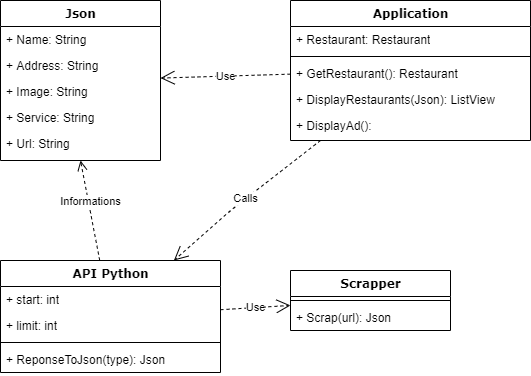 Json
+ Name: String
+ Address: String
+ Image: String
+ Service: String
+ Url: String
Application
+ Restaurant: Restaurant
+ GetRestaurant(): Restaurant
+ DisplayRestaurants(Json): ListView
+ DisplayAd():
Use
Informations
Calls
API Python
+ start: int
+ limit: int
+ ReponseToJson(type): Json
Use
Scrapper
+ Scrap(url): Json